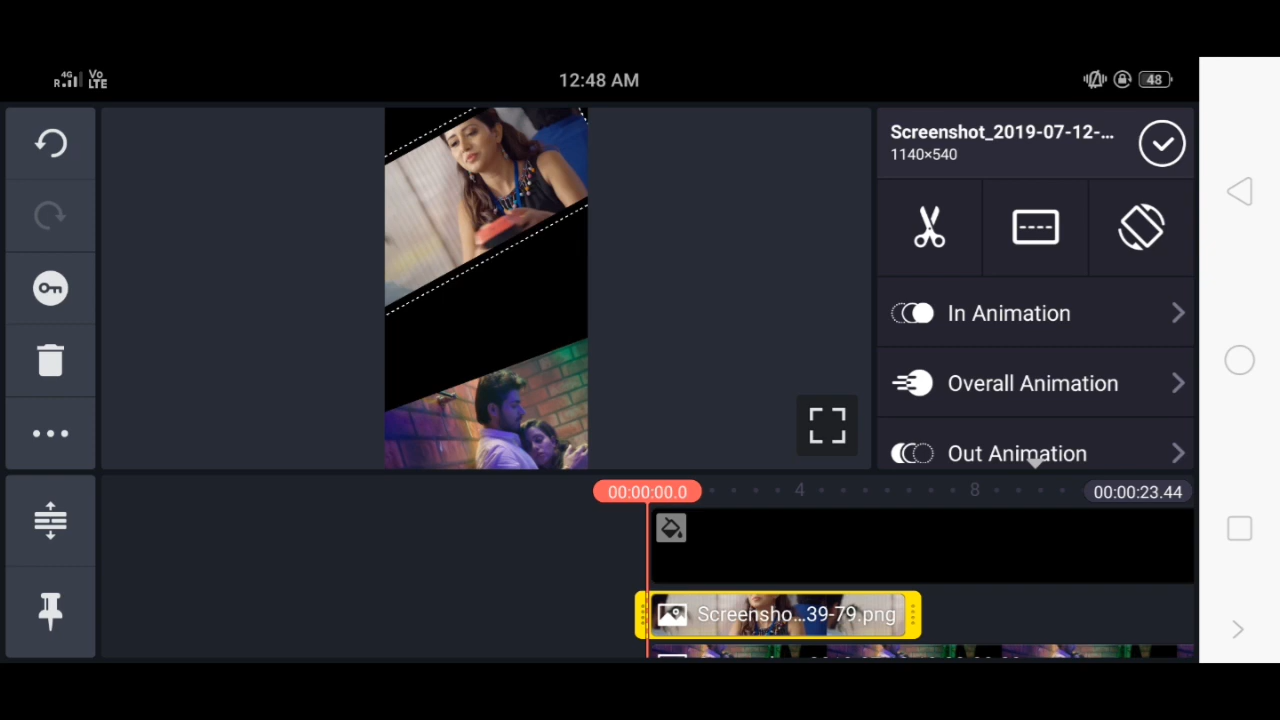 R 4G Vo LTE
12:48 AM
48
Screenshot_2019-07-12-...
1140×540
In Animation
Overall Animation
Out Animation
00:00:00.0
4
8
00:00:23.44
Screensho...39-79.png